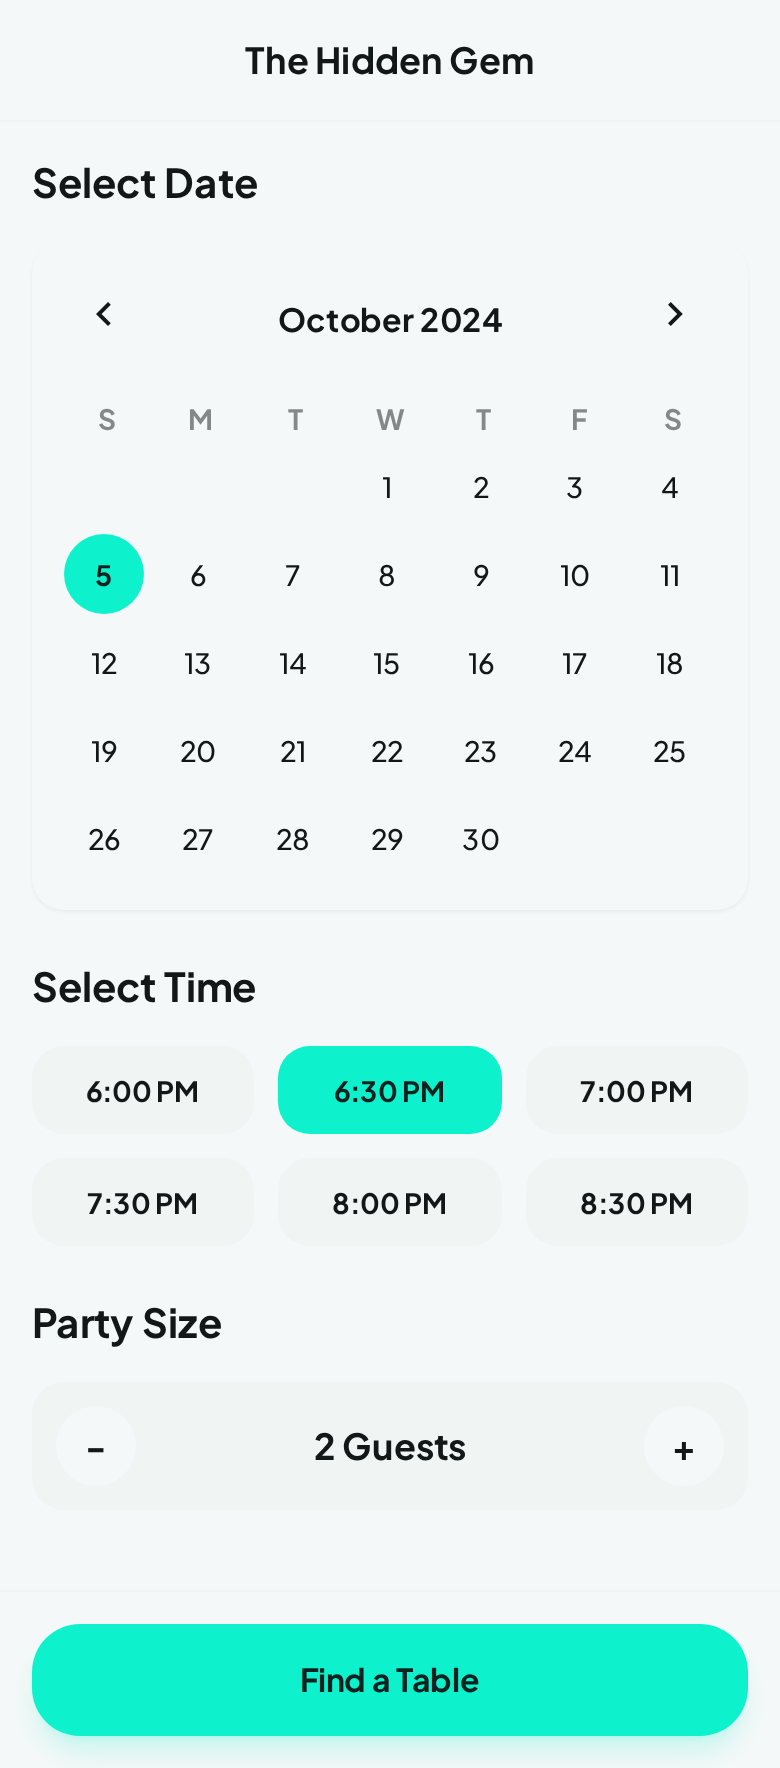 The Hidden Gem
Select Date
October 2024
S M T W T F S
1 2 3 4
5 6 7 8 9 10 11
12 13 14 15 16 17 18
19 20 21 22 23 24 25
26 27 28 29 30
Select Time
6:00 PM 6:30 PM 7:00 PM
7:30 PM 8:00 PM 8:30 PM
Party Size
- 2 Guests +
Find a Table